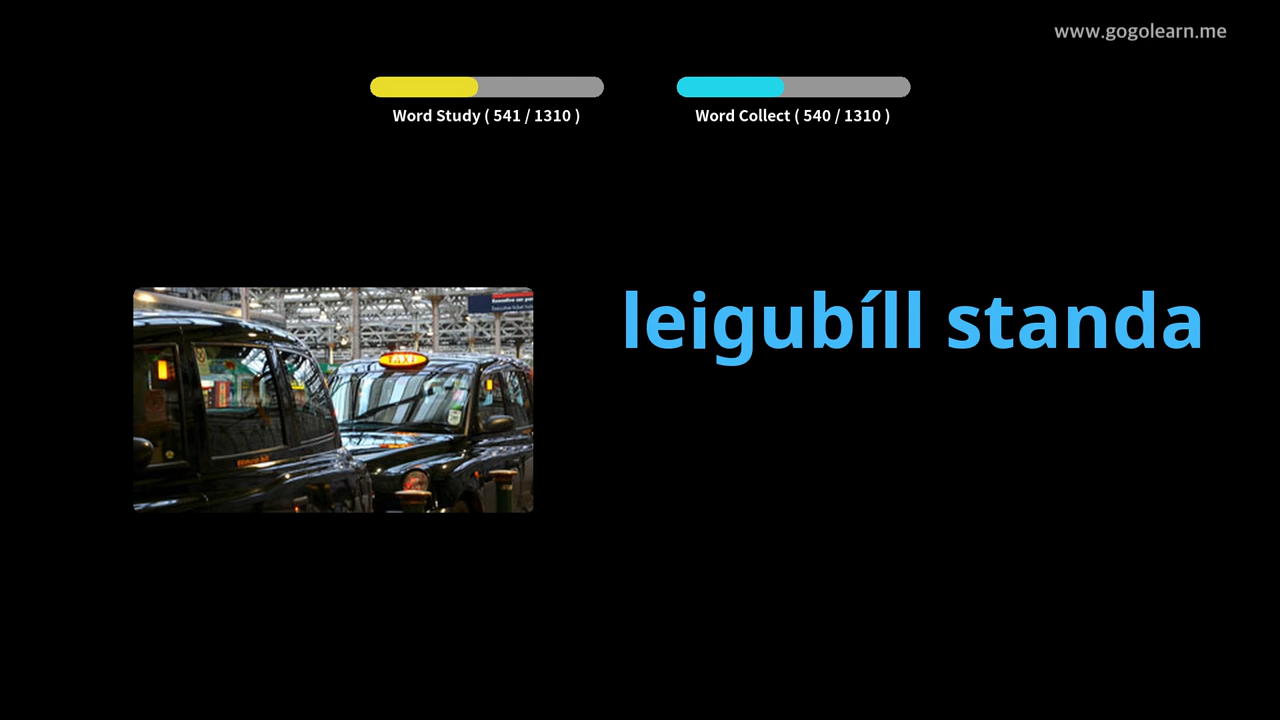 www.gogolearn.me
Word Study ( 541 / 1310 )
Word Collect ( 540 / 1310 )
leigubíll standa
TAXI